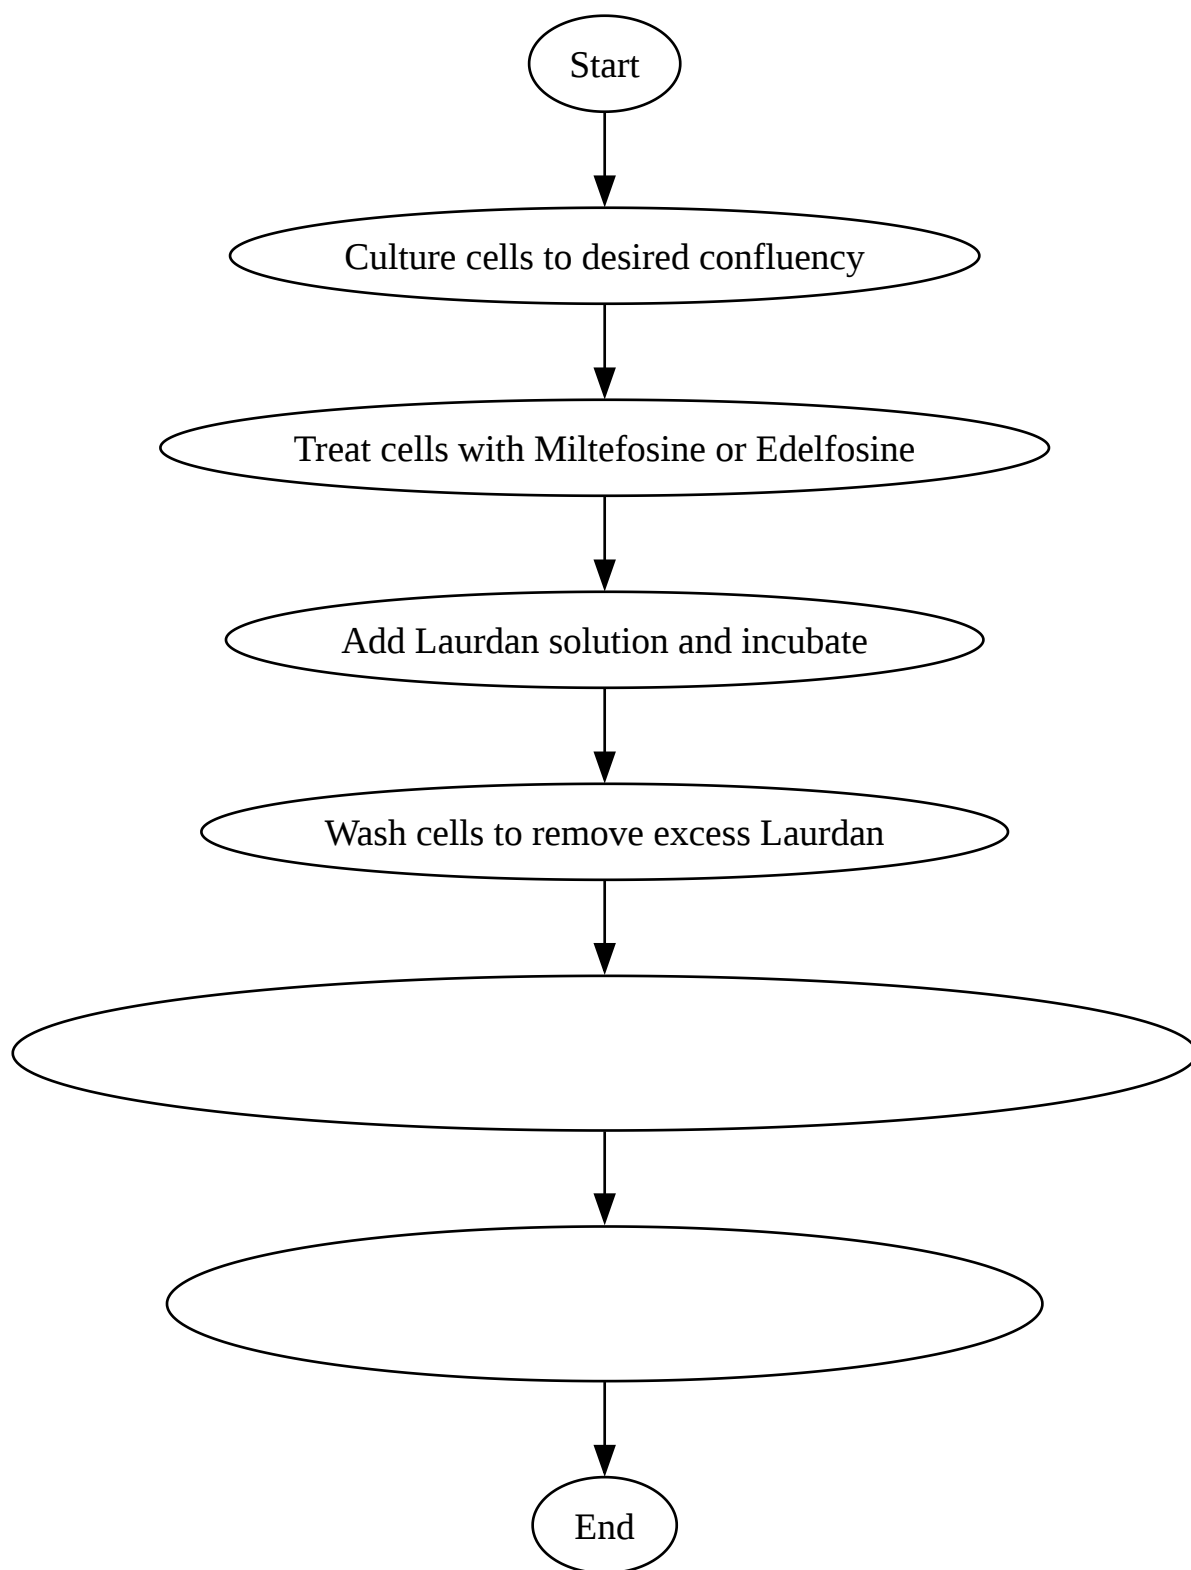 Start
Culture cells to desired confluency
Treat cells with Miltefosine or Edelfosine
Add Laurdan solution and incubate
Wash cells to remove excess Laurdan
End